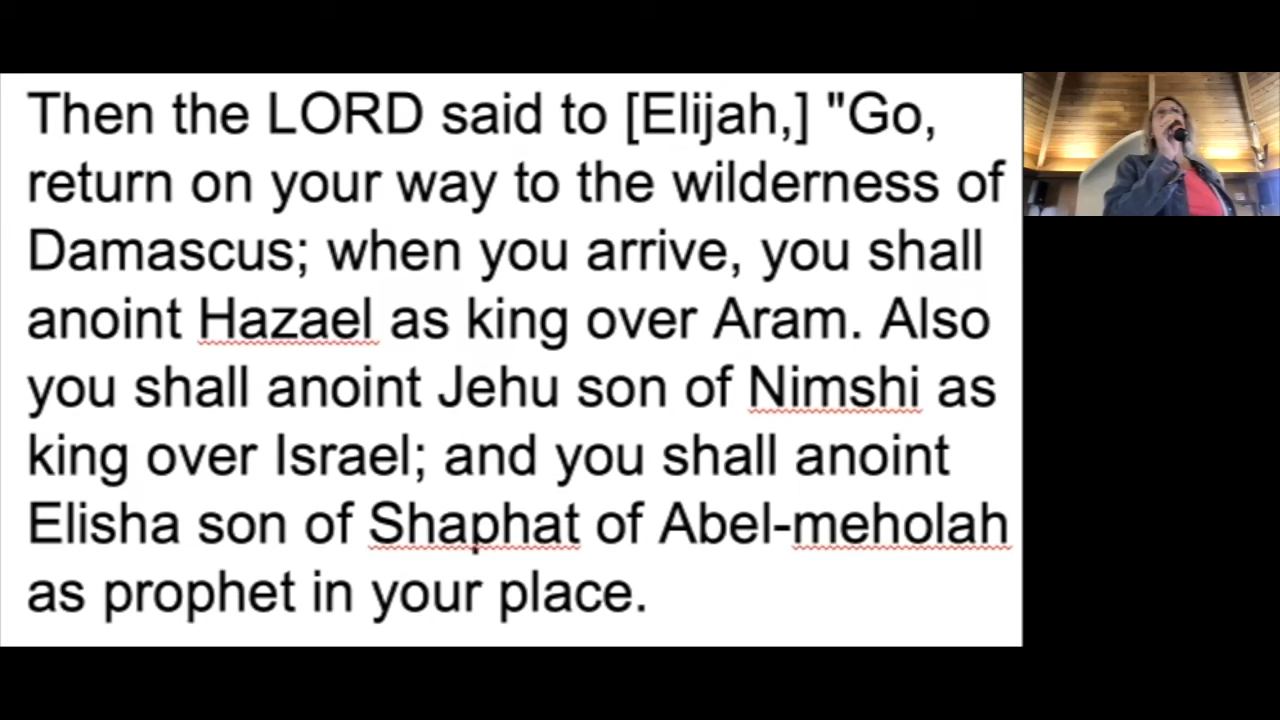 Then the LORD said to [Elijah,] "Go,
return on your way to the wilderness of
Damascus; when you arrive, you shall
anoint Hazael as king over Aram. Also
you shall anoint Jehu son of Nimshi as
king over Israel; and you shall anoint
Elisha son of Shaphat of Abel-meholah
as prophet in your place.